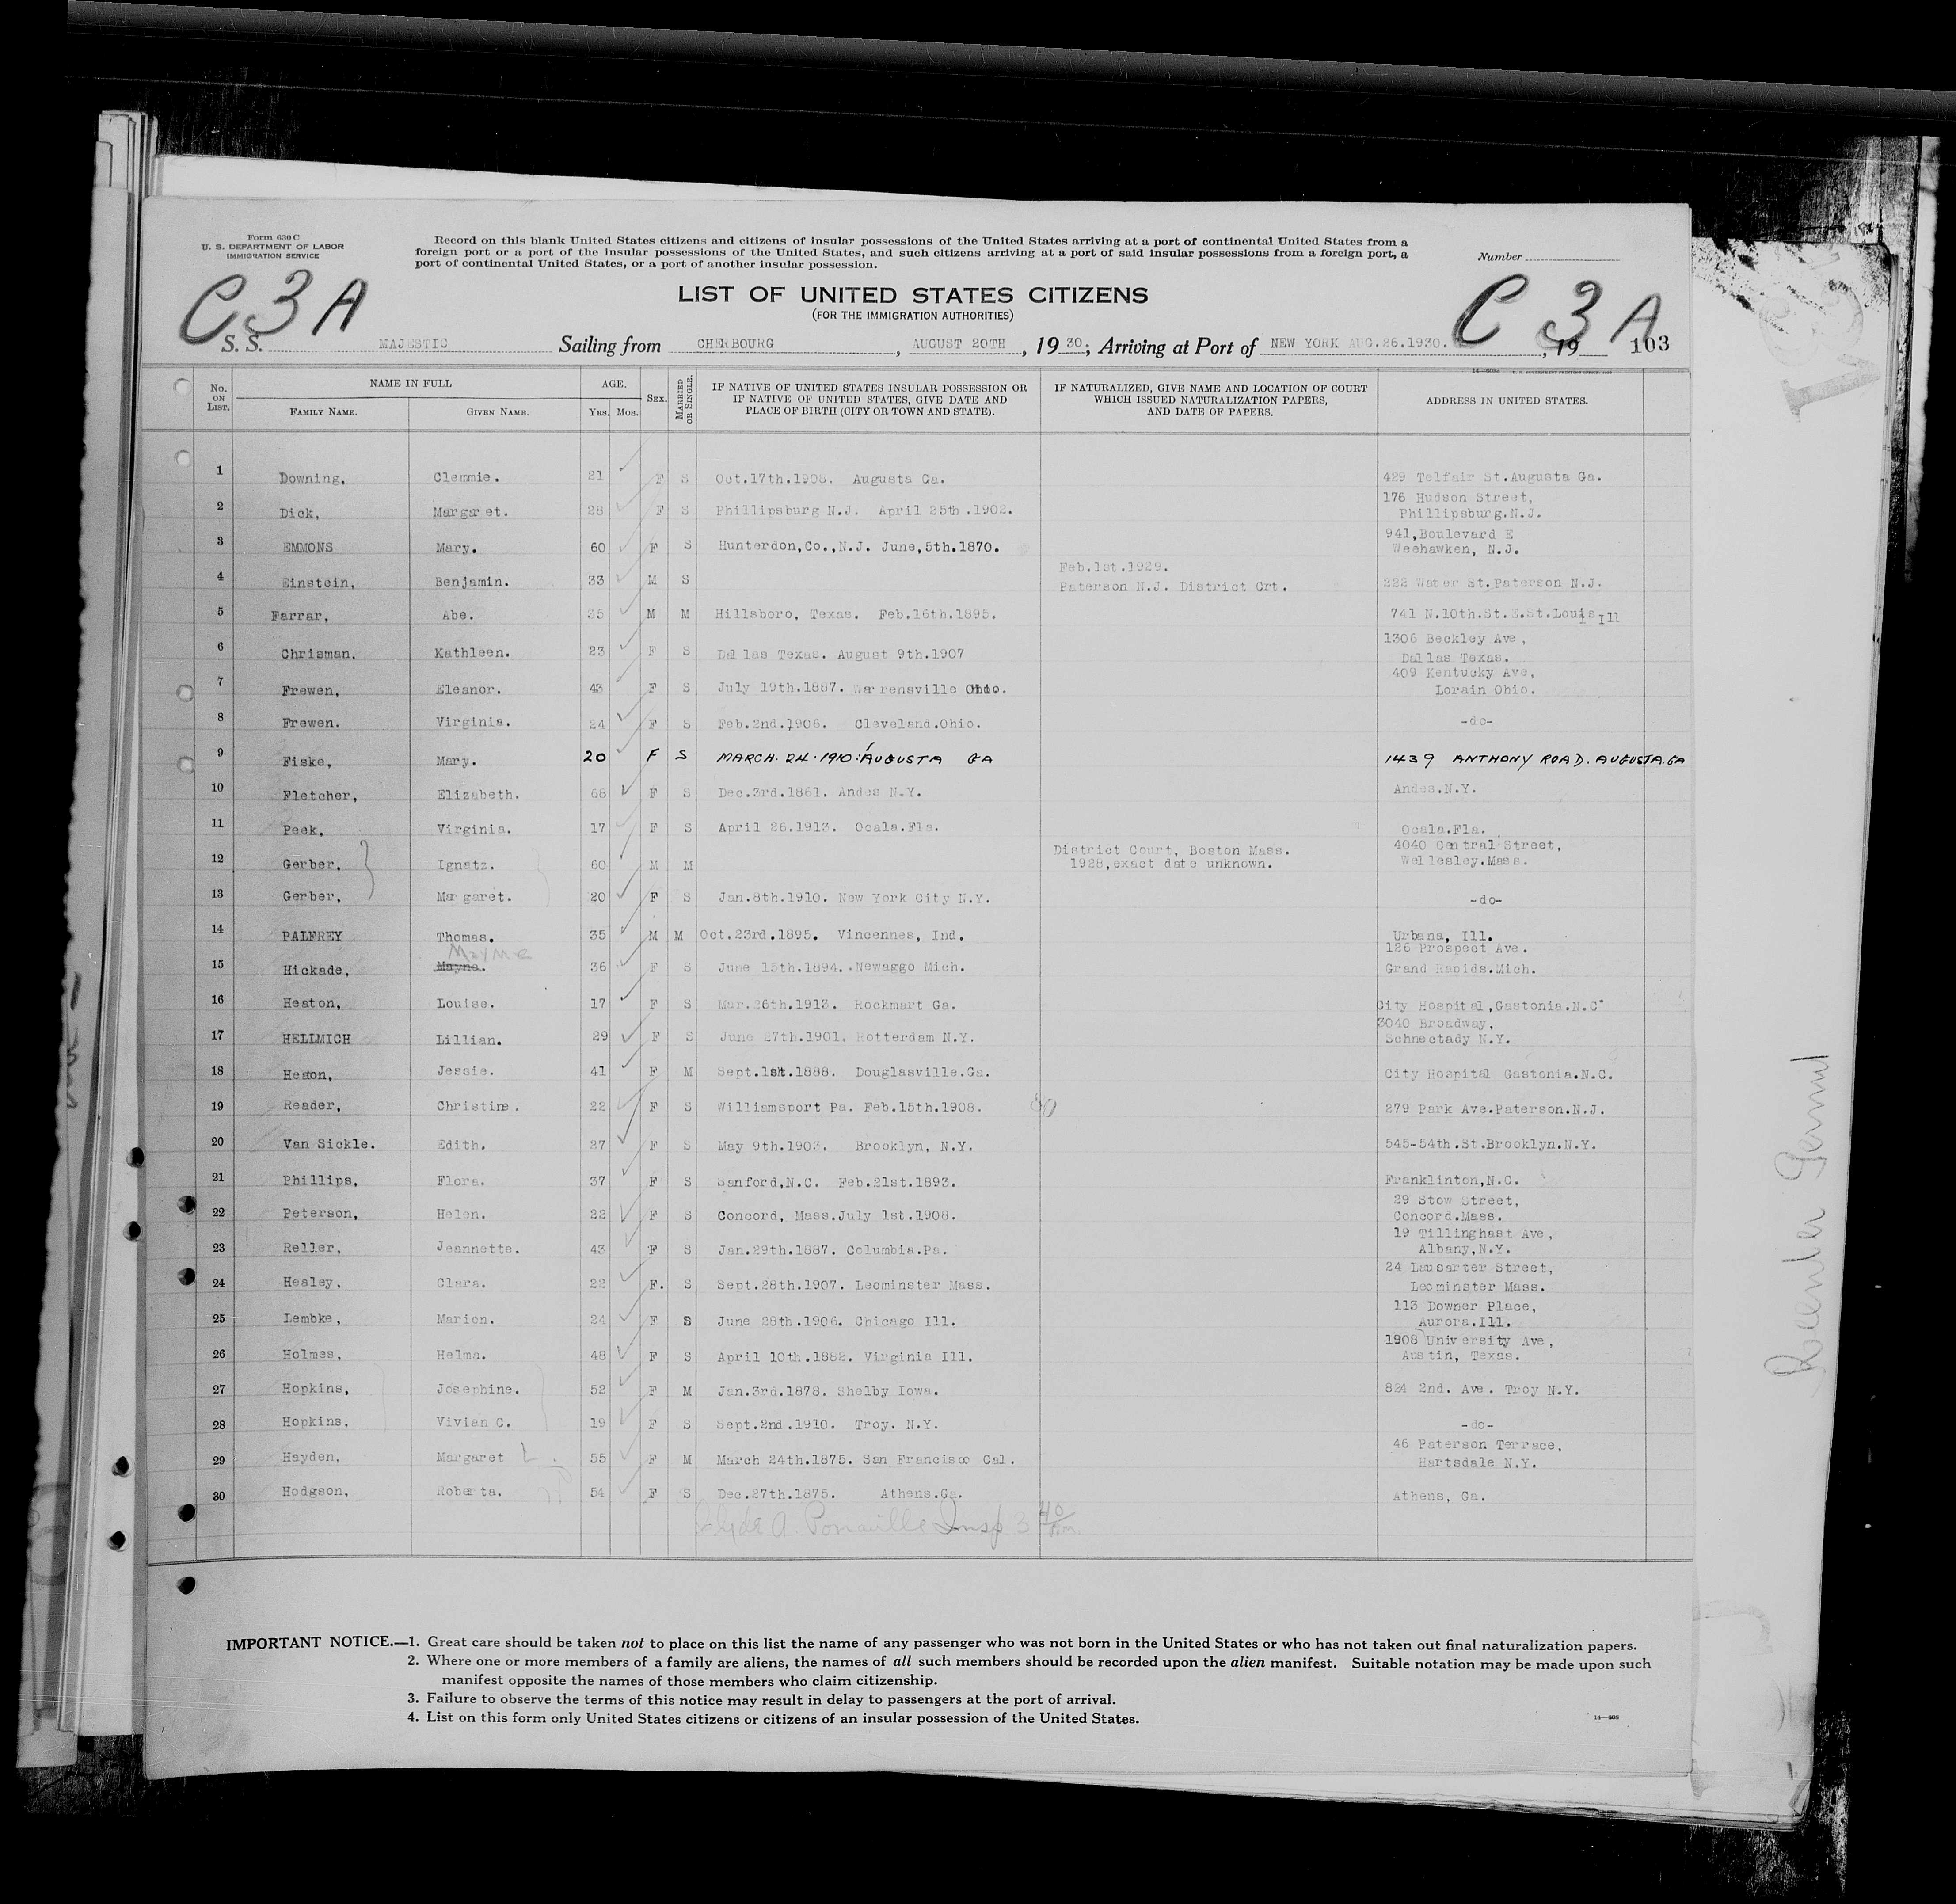 Form 630 C
U. S. DEPARTMENT OF LABOR
IMMIGRATION SERVICE
Record on this blank United States citizens and citizens of insular possessions of the United States arriving at a port of continental United States from a
foreign port or a port of the insular possessions of the United States, and such citizens arriving at a port of said insular possessions from a foreign port, a
port of continental United States, or a port of another insular possession.
Number
C 3 A
C 3 A
LIST OF UNITED STATES CITIZENS
(FOR THE IMMIGRATION AUTHORITIES)
S. S. MAJESTIC Sailing from CHERBOURG, AUGUST 20TH, 1930; Arriving at Port of NEW YORK AUG.26.1930., 19 103
No. ON LIST. NAME IN FULL AGE. SEX. MARRIED OR SINGLE. IF NATIVE OF UNITED STATES INSULAR POSSESSION OR IF NATIVE OF UNITED STATES, GIVE DATE AND PLACE OF BIRTH (CITY OR TOWN AND STATE). IF NATURALIZED, GIVE NAME AND LOCATION OF COURT WHICH ISSUED NATURALIZATION PAPERS, AND DATE OF PAPERS. ADDRESS IN UNITED STATES.
FAMILY NAME. GIVEN NAME. YRS. MOS.
1 Downing, Clemmie. 21 F S Oct.17th.1908. Augusta Ga. 429 Telfair St.Augusta Ga.
2 Dick, Margaret. 28 F S Phillipsburg N.J. April 25th.1902. 176 Hudson Street, Phillipsburg.N.J.
3 EMMONS Mary. 60 F S Hunterdon,Co.,N.J. June,5th.1870. 941,Boulevard E Weehawken, N.J.
4 Einstein, Benjamin. 33 M S Feb.1st.1929. Paterson N.J. District Crt. 222 Water St.Paterson N.J.
5 Farrar, Abe. 35 M M Hillsboro, Texas. Feb.16th.1895. 741 N.10th.St.E.St.Louis Ill
6 Chrisman. Kathleen. 23 F S Dallas Texas. August 9th.1907 1306 Beckley Ave, Dallas Texas.
7 Frewen, Eleanor. 43 F S July 19th.1887. Warrensville Ohio. 409 Kentucky Ave, Lorain Ohio.
8 Frewen. Virginia. 24 F S Feb.2nd.1906. Cleveland.Ohio. -do-
9 Fiske, Mary. 20 F S MARCH. 24. 1910. AUGUSTA GA 1439 ANTHONY ROAD. AUGUSTA.GA
10 Fletcher, Elizabeth. 68 F S Dec.3rd.1861. Andes N.Y. Andes.N.Y.
11 Peek, Virginia. 17 F S April 26.1913. Ocala.Fla. Ocala.Fla.
12 Gerber, Ignatz. 60 M M District Court, Boston Mass. 1928,exact date unknown. 4040 Central Street, Wellesley.Mass.
13 Gerber, Margaret. 20 F S Jan.8th.1910. New York City N.Y. -do-
14 PALFREY Thomas. 35 M M Oct.23rd.1895. Vincennes, Ind. Urbana, Ill.
15 Hickade, Mayne. Mayme 36 F S June 15th.1894. Newaggo Mich. 126 Prospect Ave. Grand Rapids.Mich.
16 Heaton, Louise. 17 F S Mar.26th.1913. Rockmart Ga. City Hospital,Gastonia.N.C
17 HELLMICH Lillian. 29 F S June 27th.1901. Rotterdam N.Y. 3040 Broadway, Schnectady N.Y.
18 Heaton, Jessie. 41 F M Sept.1st.1888. Douglasville.Ga. City Hospital Gastonia.N.C.
19 Reader, Christine. 22 F S Williamsport Pa. Feb.15th.1908. 279 Park Ave.Paterson.N.J.
20 Van Sickle. Edith. 27 F S May 9th.1903. Brooklyn, N.Y. 545-54th.St.Brooklyn.N.Y.
21 Phillips, Flora. 37 F S Sanford,N.C. Feb.21st.1893. Franklinton,N.C.
22 Peterson, Helen. 22 F S Concord, Mass.July 1st.1908. 29 Stow Street, Concord.Mass.
23 Reller, Jeannette. 43 F S Jan.29th.1887. Columbia.Pa. 19 Tillinghast Ave, Albany,N.Y.
24 Healey, Clara. 22 F. S Sept.28th.1907. Leominster Mass. 24 Street, Leominster Mass.
25 Lembke, Marion. 24 F S June 28th.1906. Chicago Ill. 113 Downer Place, Aurora.Ill.
26 Holmes. Helma. 48 F S April 10th.1882. Virginia Ill. 1908 University Ave, Austin, Texas.
27 Hopkins, Josephine. 52 F M Jan.3rd.1878. Shelby Iowa. 824 2nd. Ave. Troy N.Y.
28 Hopkins, Vivian C. 19 F S Sept.2nd.1910. Troy. N.Y. -do-
29 Hayden, Margaret 55 F M March 24th.1875. San Francisco Cal. 46 Paterson Terrace, Hartsdale N.Y.
30 Hodgson, Roberta. 54 F S Dec.27th.1875. Athens.Ga. Athens, Ga.
Insp 3 40
IMPORTANT NOTICE.—1. Great care should be taken not to place on this list the name of any passenger who was not born in the United States or who has not taken out final naturalization papers.
2. Where one or more members of a family are aliens, the names of all such members should be recorded upon the alien manifest. Suitable notation may be made upon such
manifest opposite the names of those members who claim citizenship.
3. Failure to observe the terms of this notice may result in delay to passengers at the port of arrival.
4. List on this form only United States citizens or citizens of an insular possession of the United States.